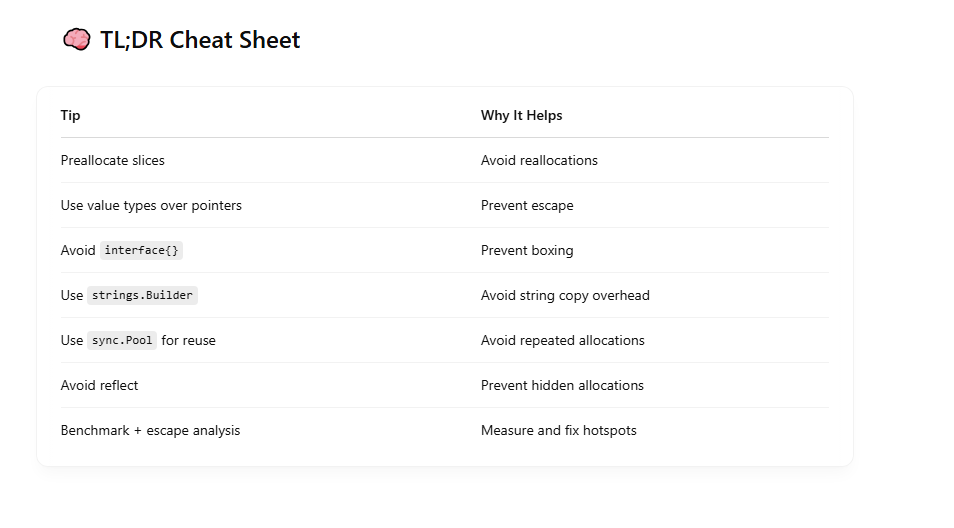 🧠 TL;DR Cheat Sheet
Tip Why It Helps
Preallocate slices Avoid reallocations
Use value types over pointers Prevent escape
Avoid interface{} Prevent boxing
Use strings.Builder Avoid string copy overhead
Use sync.Pool for reuse Avoid repeated allocations
Avoid reflect Prevent hidden allocations
Benchmark + escape analysis Measure and fix hotspots